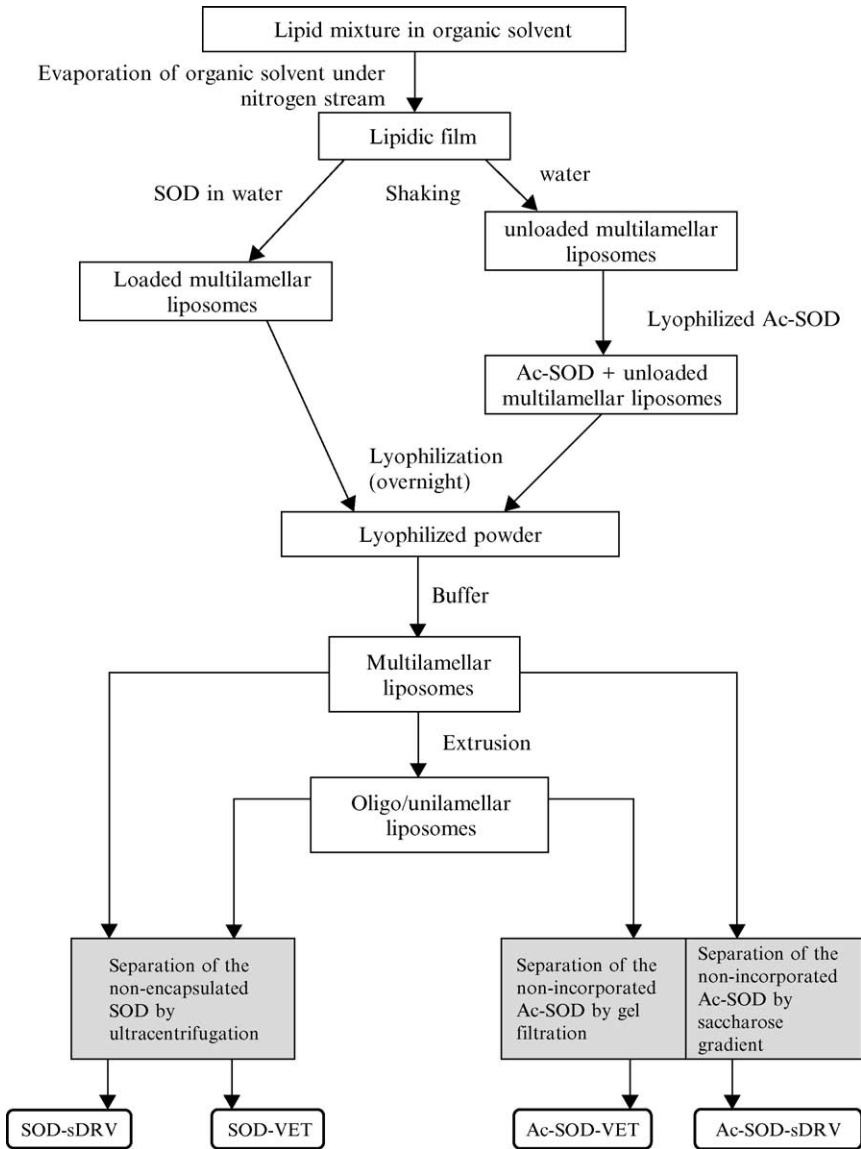 Lipid mixture in organic solvent
Evaporation of organic solvent under
nitrogen stream
Lipidic film
SOD in water
Shaking
water
unloaded multilamellar
liposomes
Loaded multilamellar
liposomes
Lyophilized Ac-SOD
Ac-SOD + unloaded
multilamellar liposomes
Lyophilization
(overnight)
Lyophilized powder
Buffer
Multilamellar
liposomes
Extrusion
Oligo/unilamellar
liposomes
Separation of the
non-encapsulated
SOD by
ultracentrifugation
Separation of the
non-incorporated
Ac-SOD by gel
filtration
Separation of the
non-incorporated
Ac-SOD by
saccharose
gradient
SOD-sDRV
SOD-VET
Ac-SOD-VET
Ac-SOD-sDRV